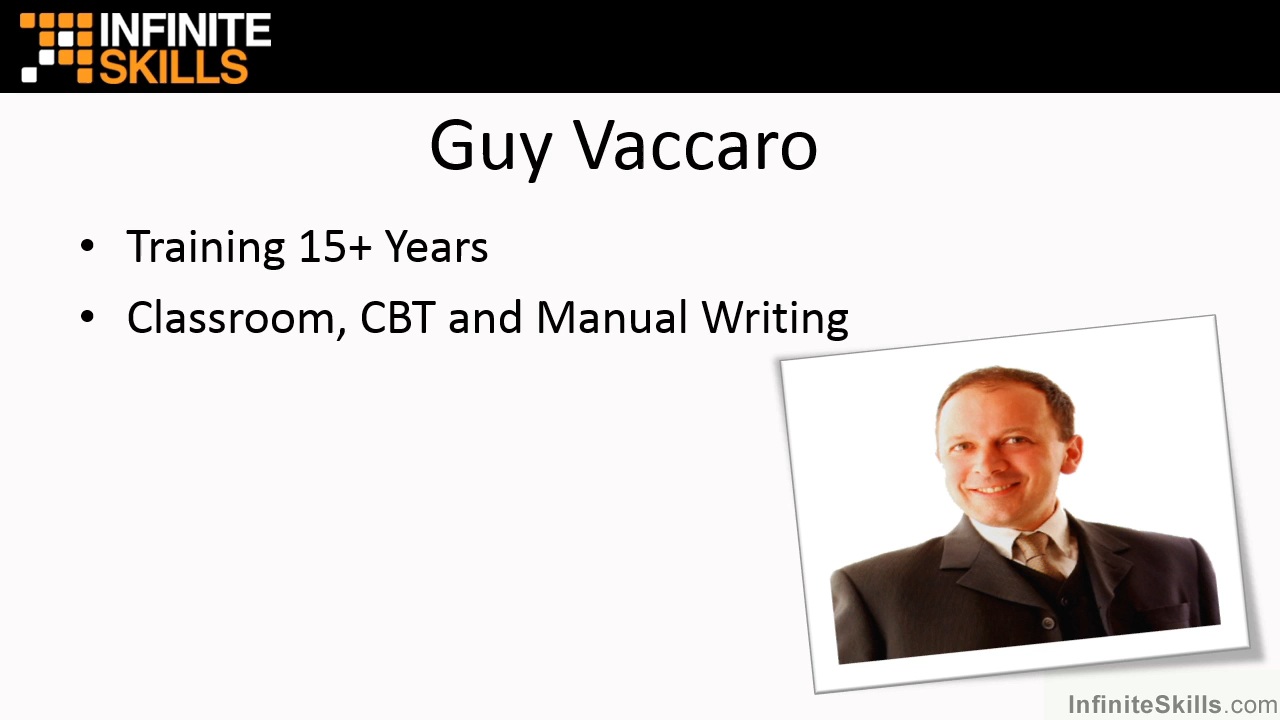 INFINITE
SKILLS
Guy Vaccaro
• Training 15+ Years
• Classroom, CBT and Manual Writing
InfiniteSkills.com